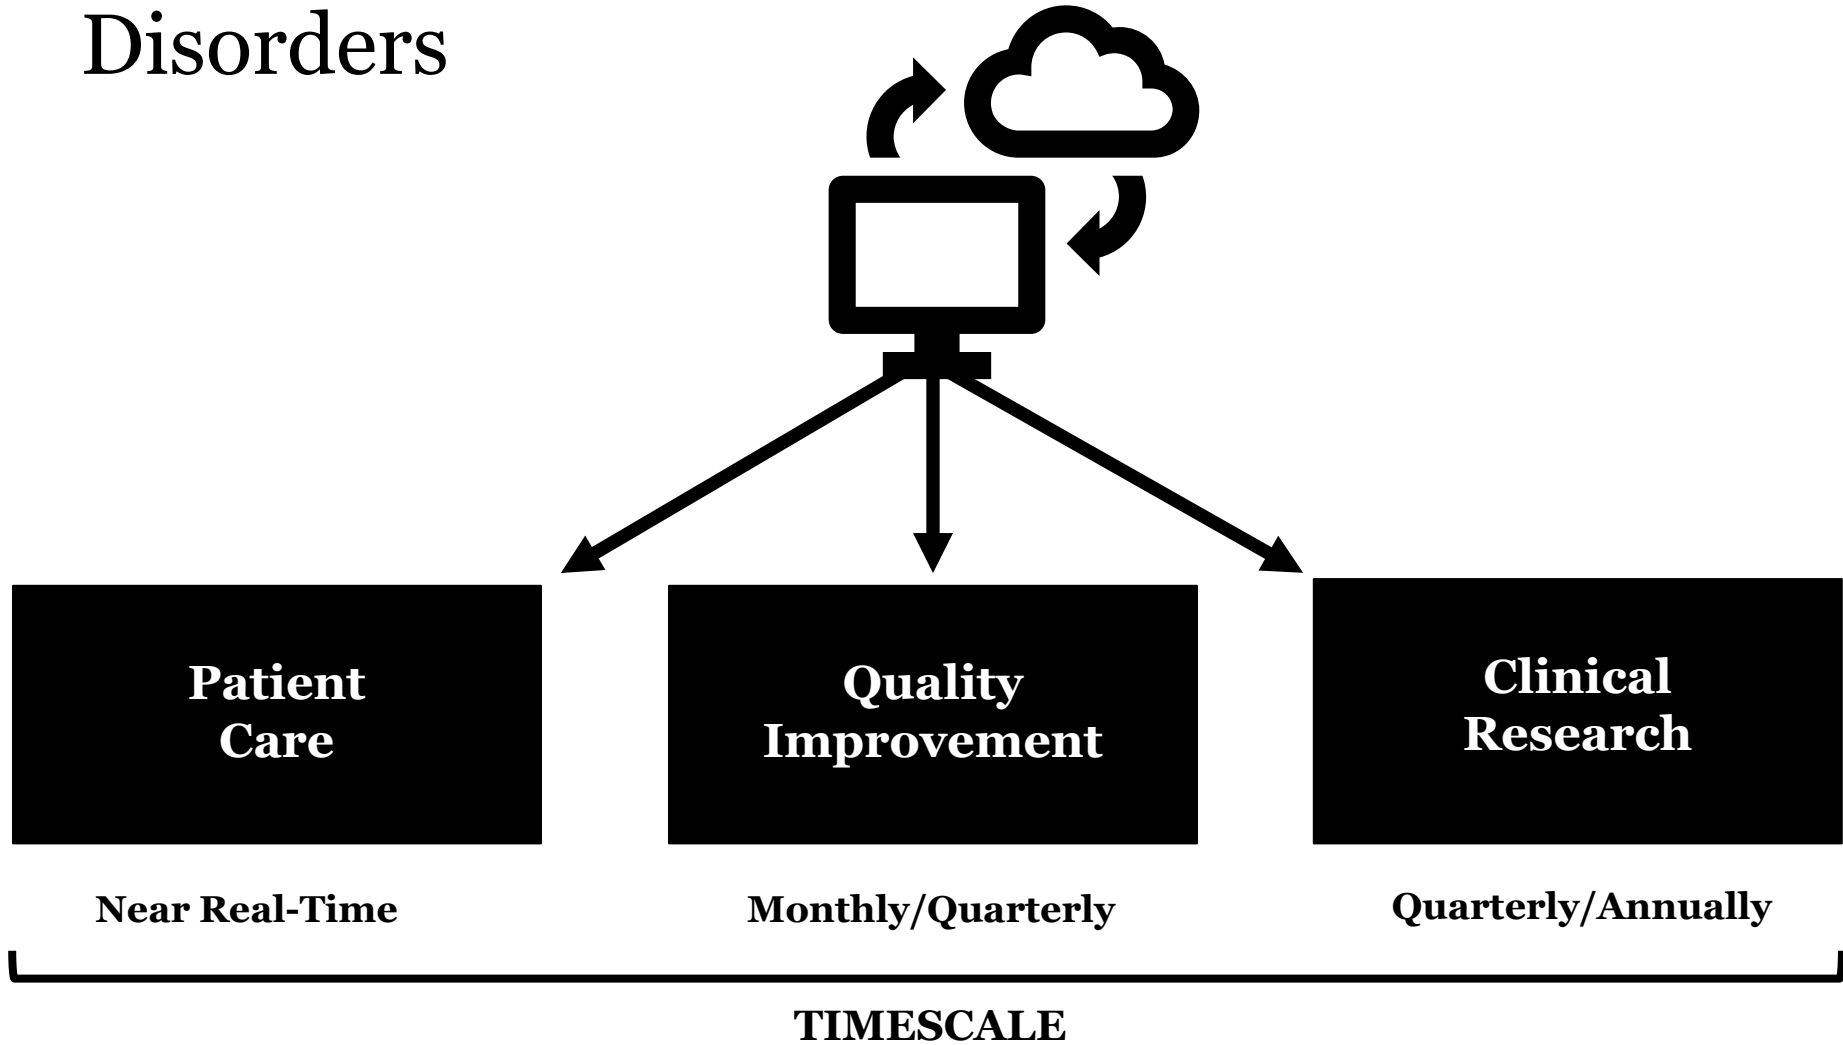 Disorders
Patient
Care
Quality
Improvement
Clinical
Research
Near Real-Time
Monthly/Quarterly
Quarterly/Annually
TIMESCALE